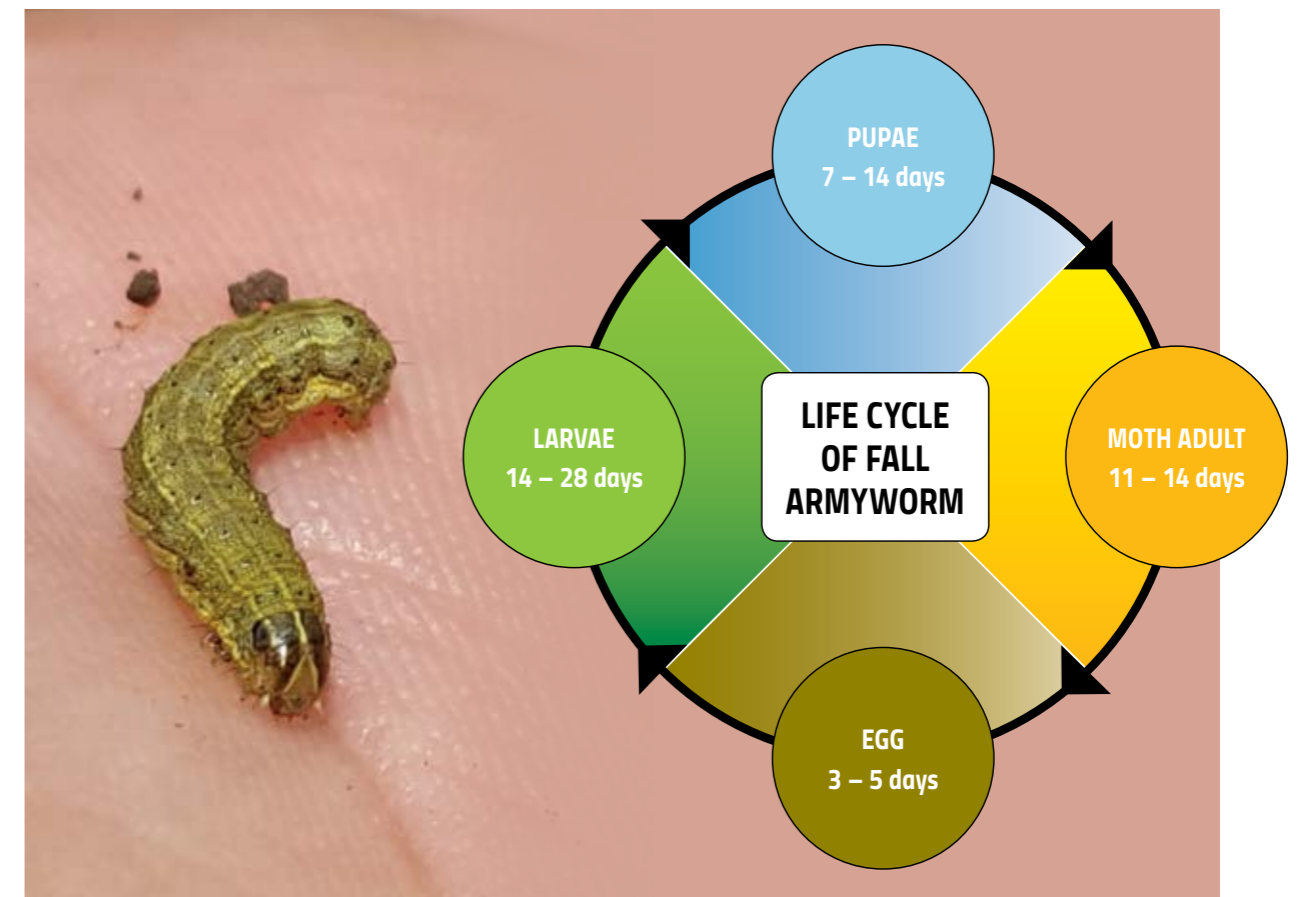 PUPAE
7 – 14 days
LARVAE
14 – 28 days
LIFE CYCLE
OF FALL
ARMYWORM
MOTH ADULT
11 – 14 days
EGG
3 – 5 days